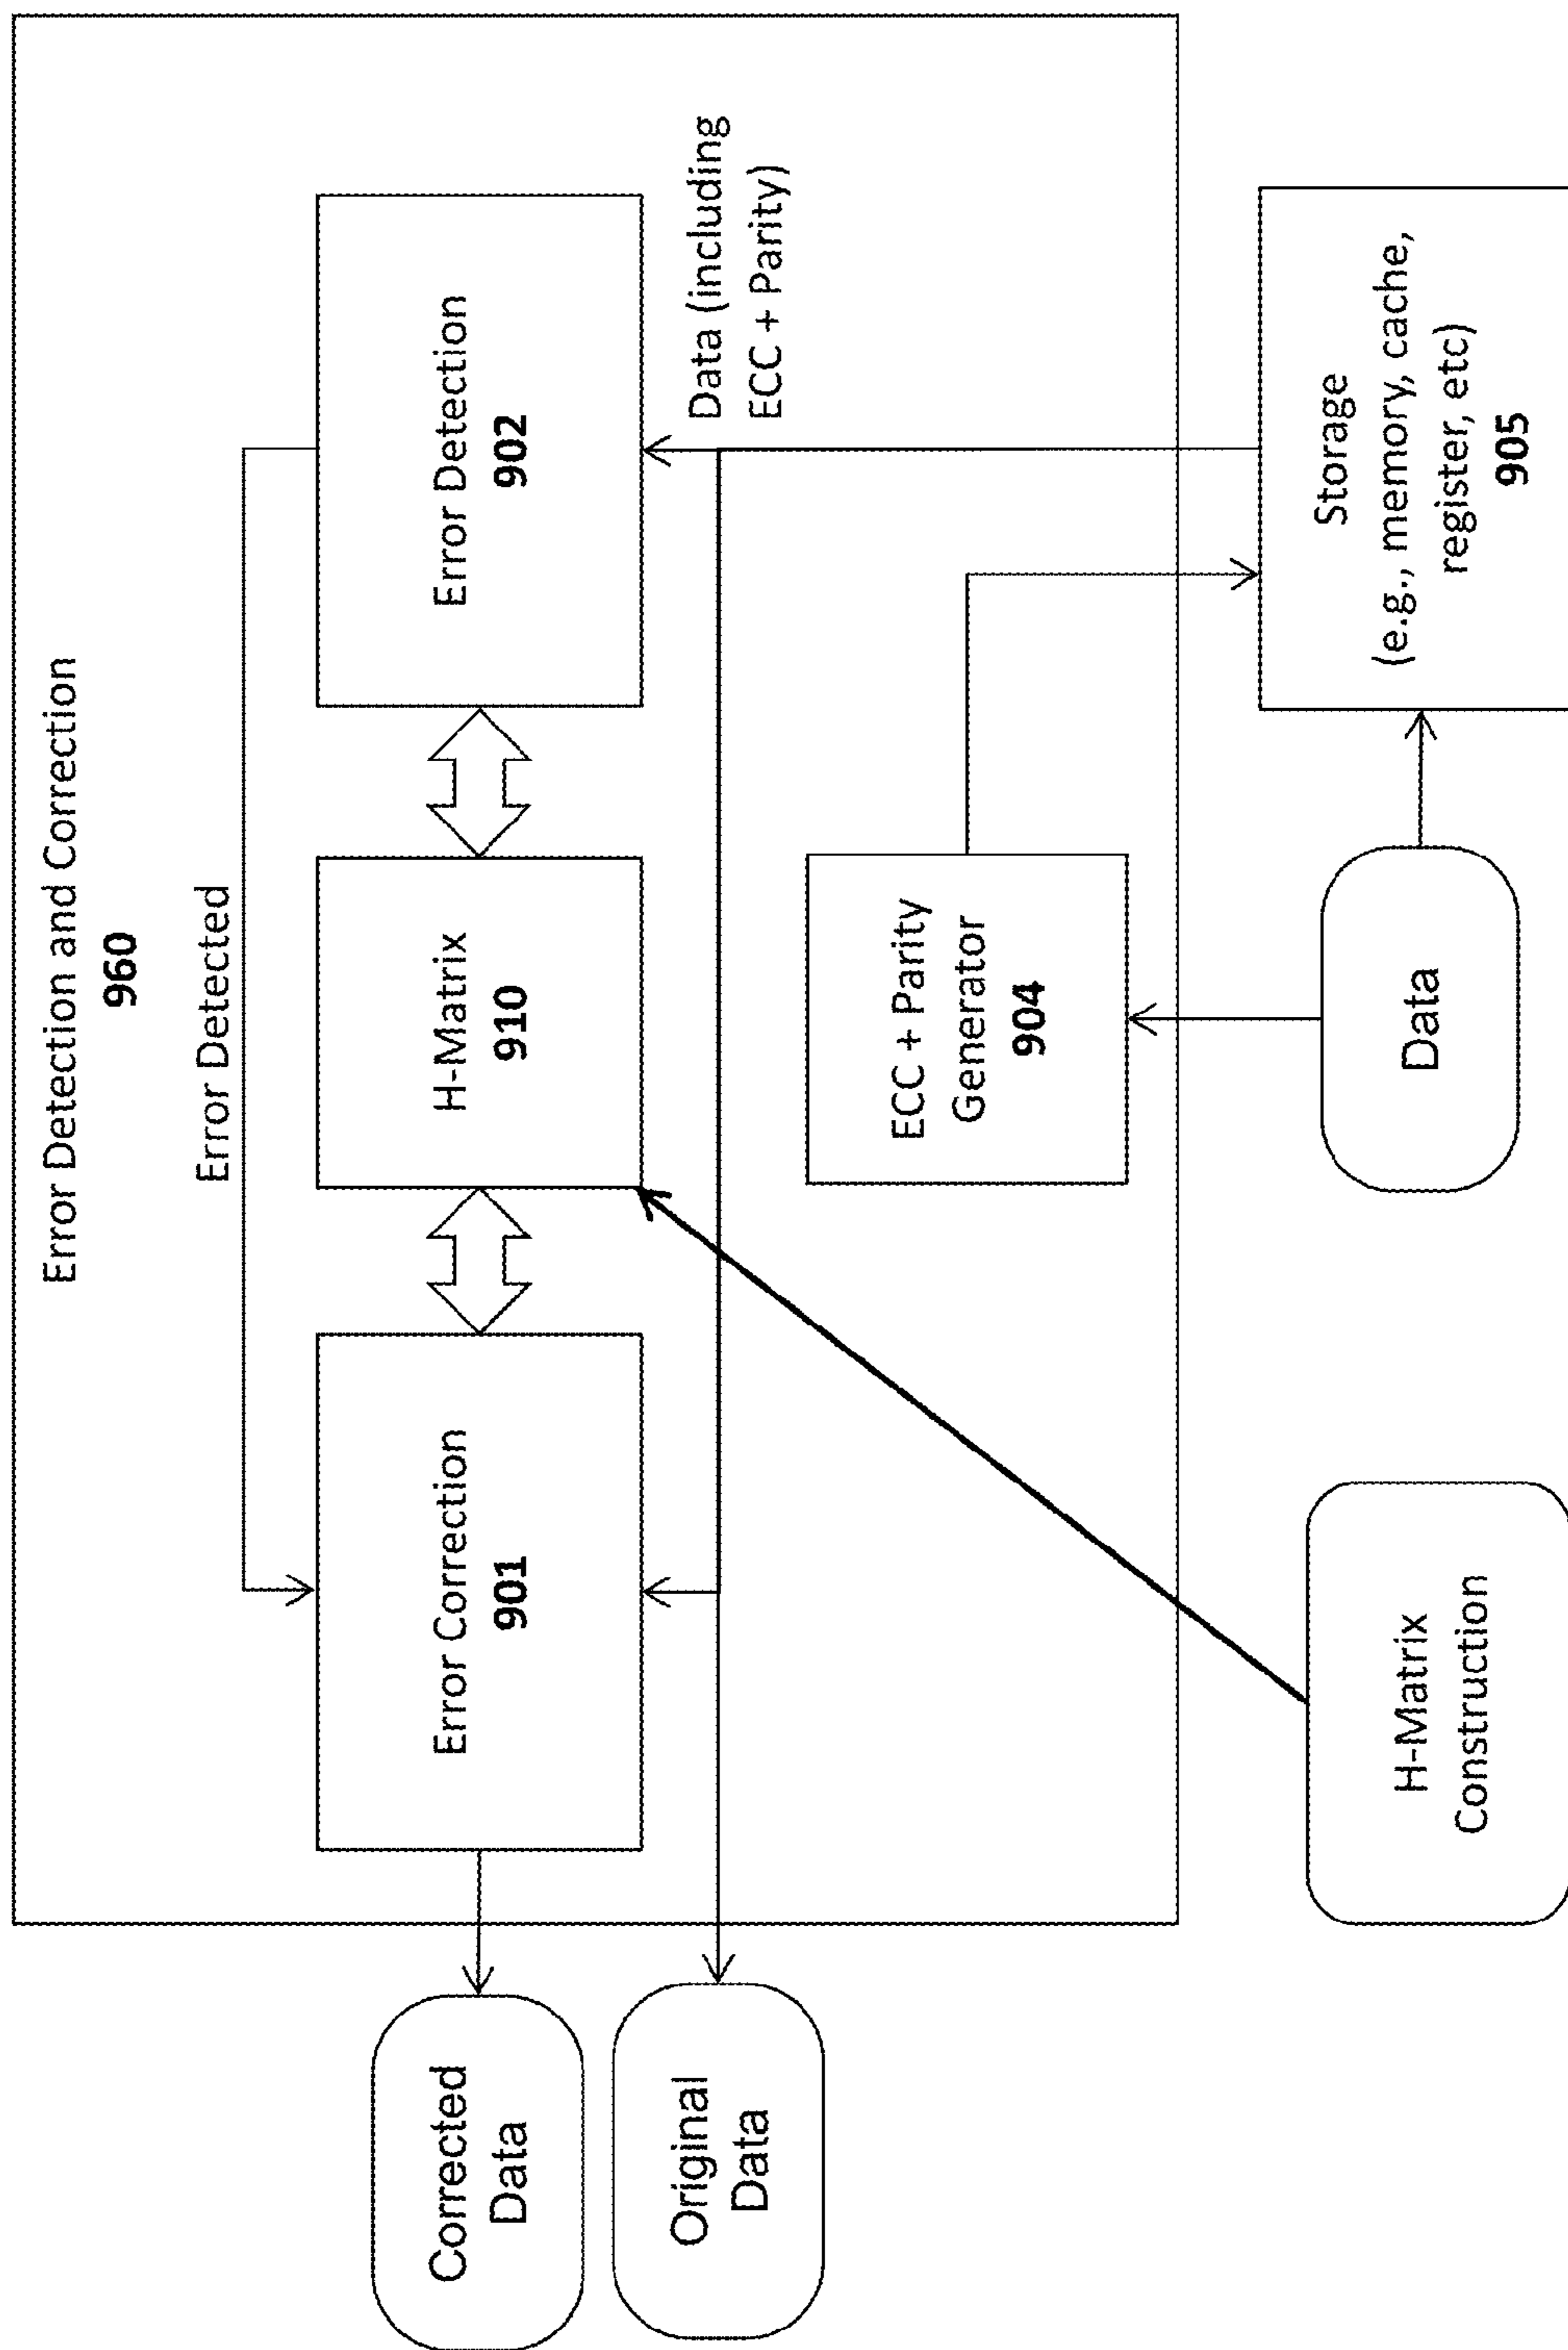 Error Detection and Correction
960
Error Detected
Error Correction
901
H-Matrix
910
Error Detection
902
Corrected
Data
Original
Data
Data (including
ECC + Parity)
ECC + Parity
Generator
904
H-Matrix
Construction
Data
Storage
(e.g., memory, cache,
register, etc)
905